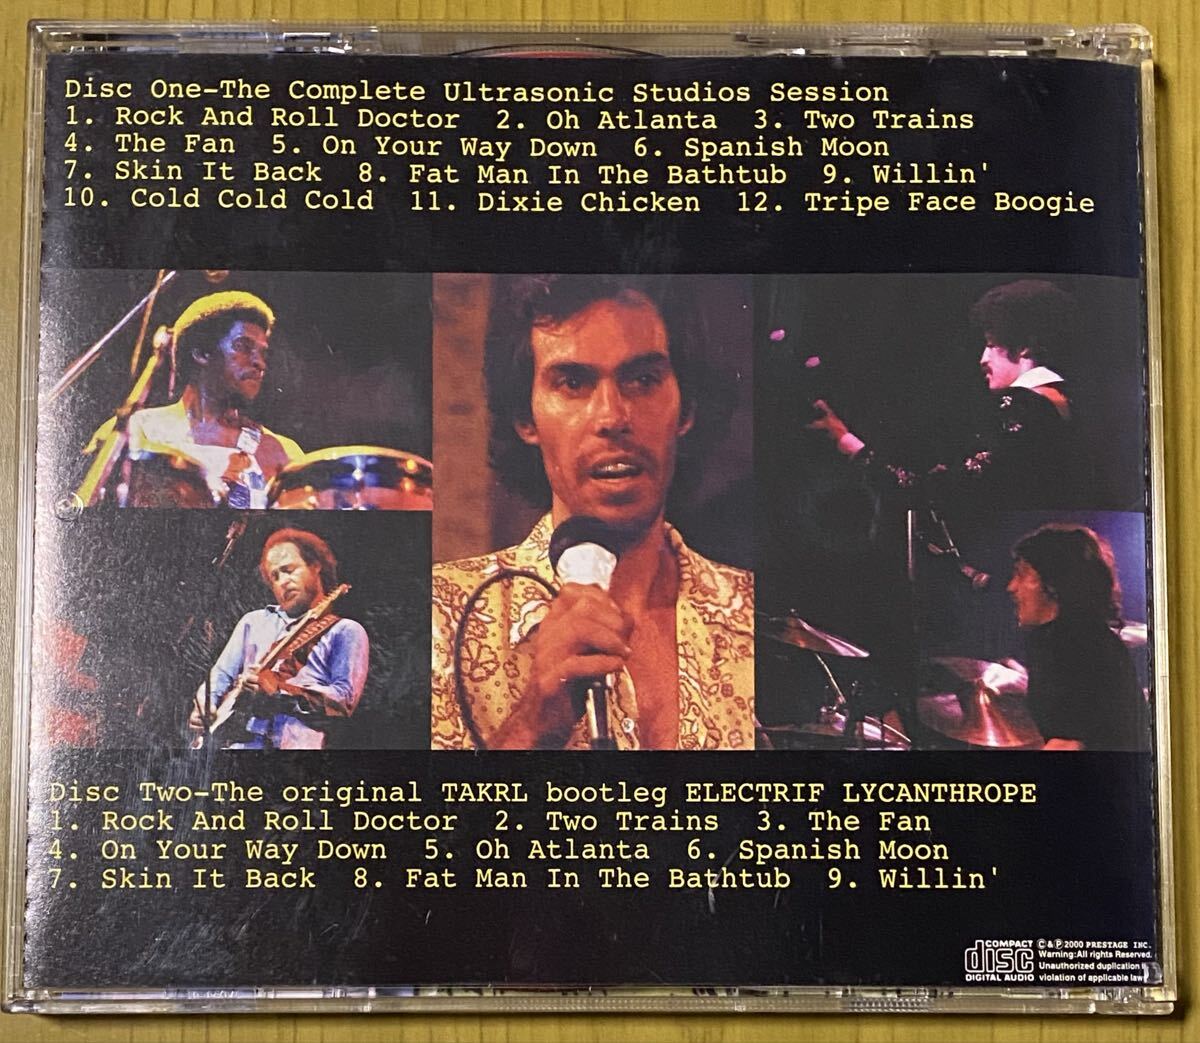 Disc One-The Complete Ultrasonic Studios Session
1. Rock And Roll Doctor 2. Oh Atlanta 3. Two Trains
4. The Fan 5. On Your Way Down 6. Spanish Moon
7. Skin It Back 8. Fat Man In The Bathtub 9. Willin'
10. Cold Cold Cold 11. Dixie Chicken 12. Tripe Face Boogie
Disc Two-The original TAKRL bootleg ELECTRIF LYCANTHROPE
1. Rock And Roll Doctor 2. Two Trains 3. The Fan
4. On Your Way Down 5. Oh Atlanta 6. Spanish Moon
7. Skin It Back 8. Fat Man In The Bathtub 9. Willin'
COMPACT
disc
DIGITAL AUDIO
©&℗2000 PRESTAGE INC.
Warning:All rights Reserved.
Unauthorized duplication
violation of applicable law